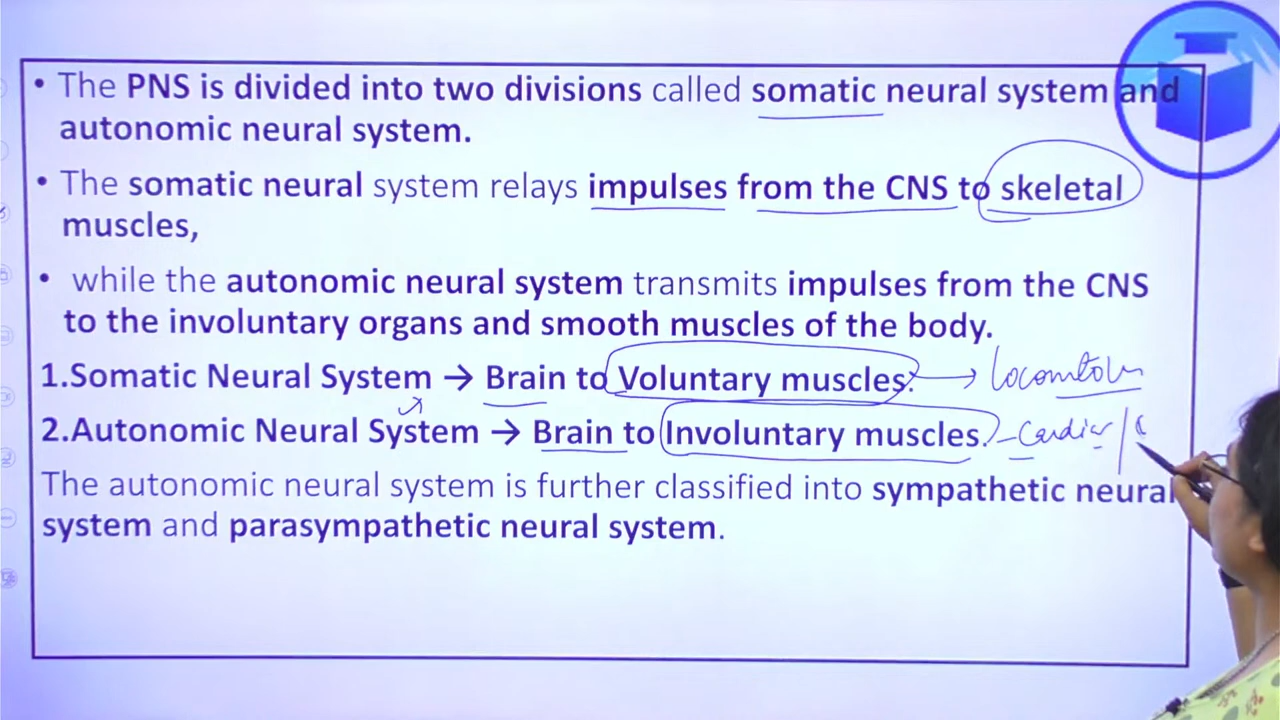 • The PNS is divided into two divisions called somatic neural system and
autonomic neural system.
• The somatic neural system relays impulses from the CNS to skeletal
muscles,
• while the autonomic neural system transmits impulses from the CNS
to the involuntary organs and smooth muscles of the body.
1.Somatic Neural System → Brain to Voluntary muscles. →
2.Autonomic Neural System → Brain to Involuntary muscles. - Cardiac /
The autonomic neural system is further classified into sympathetic neural
system and parasympathetic neural system.